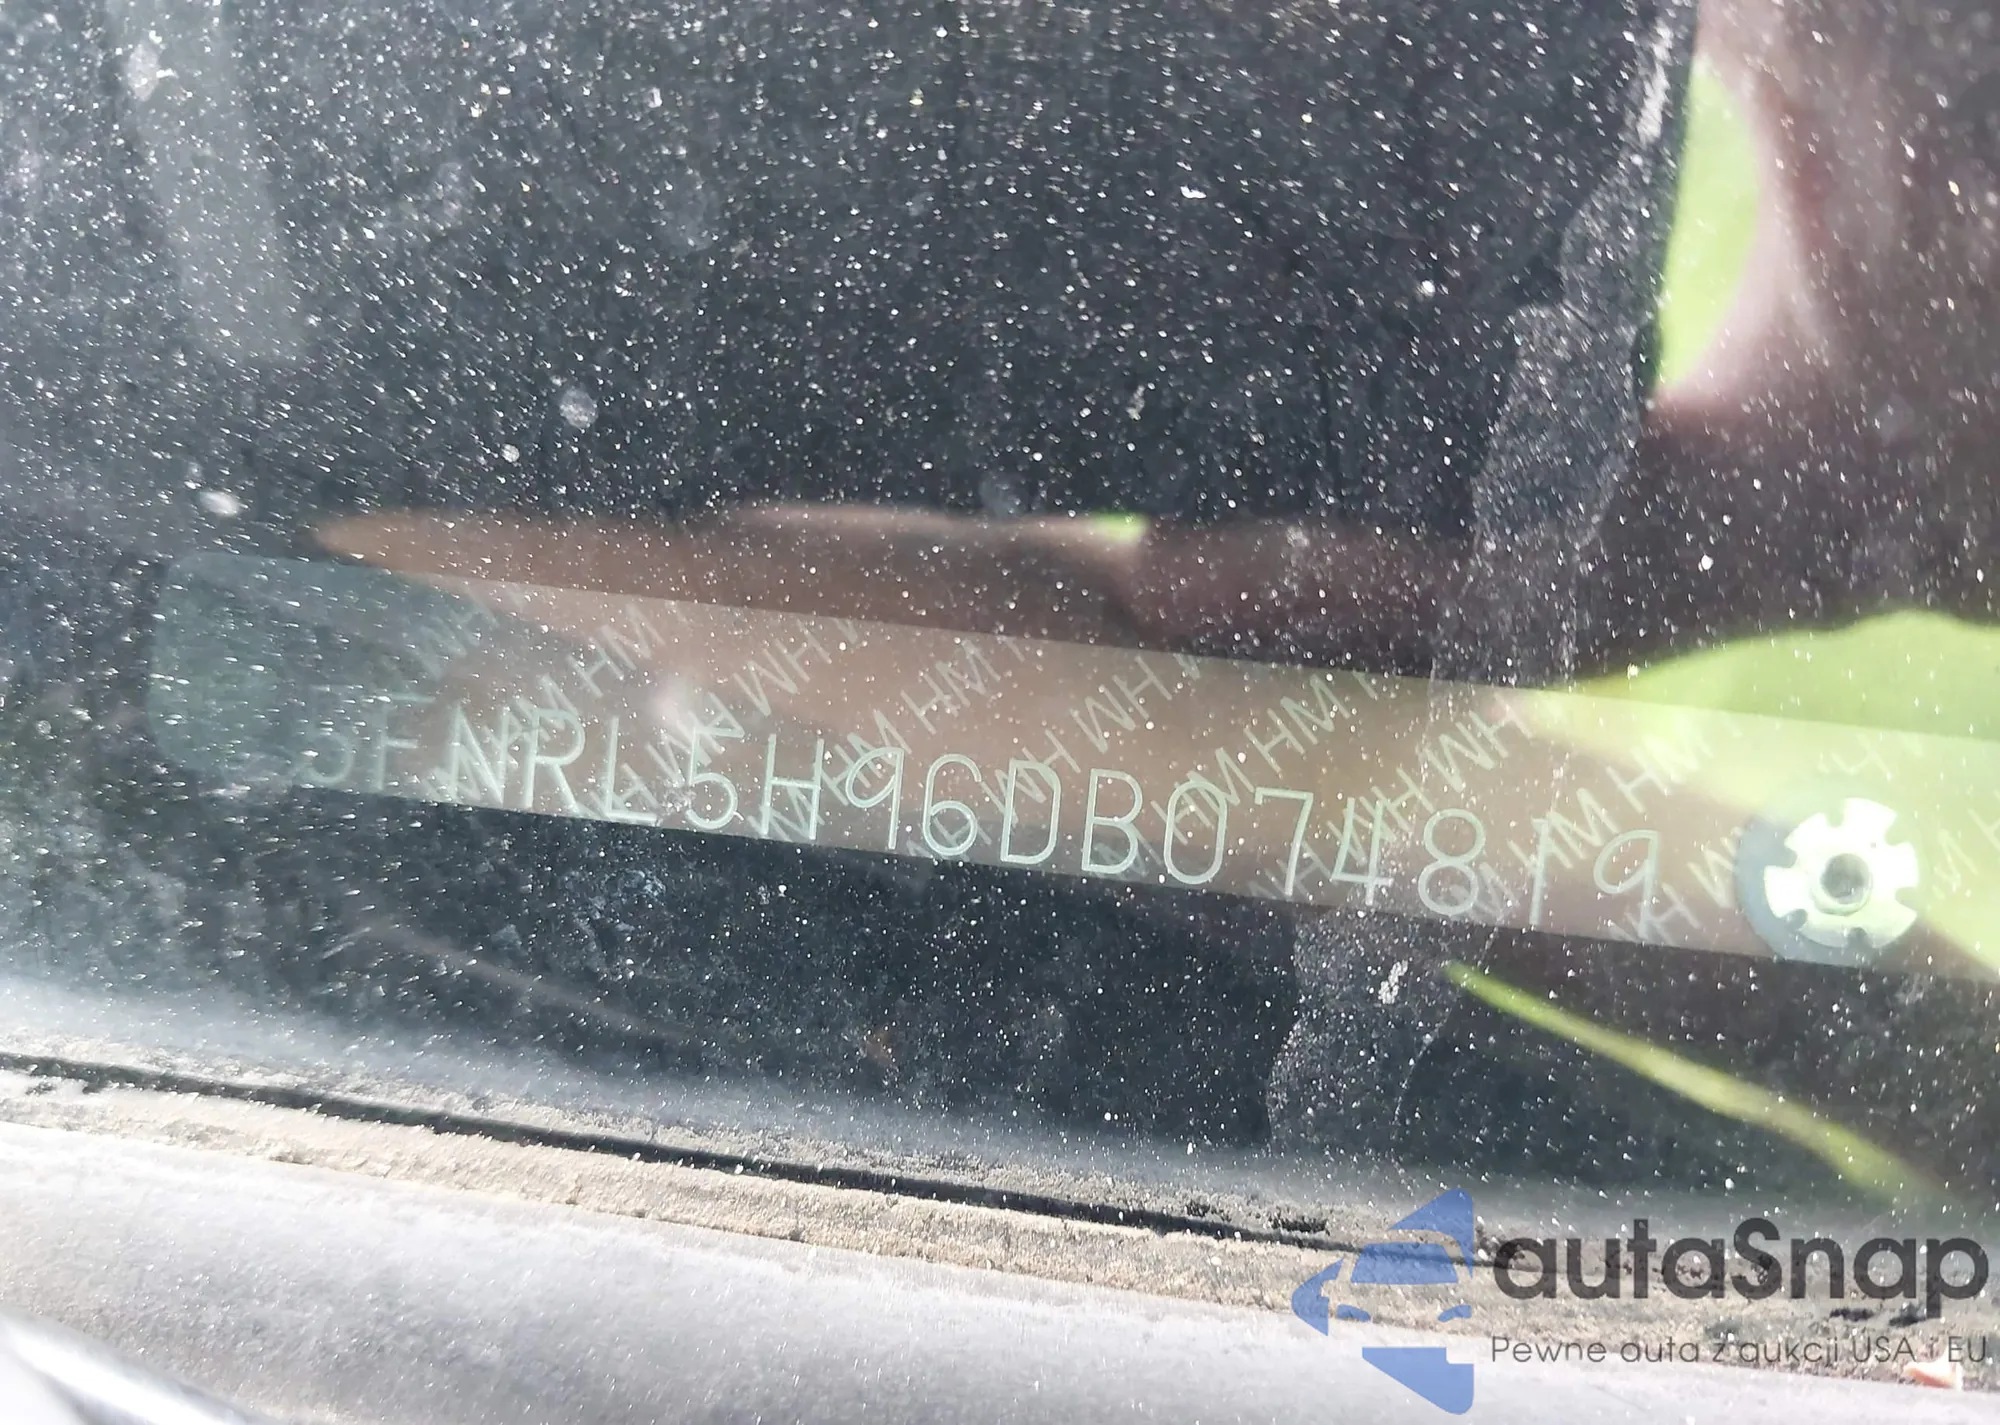 5FNRL5H96DB074819
autaSnap
Pewne auta z aukcji USA i EU